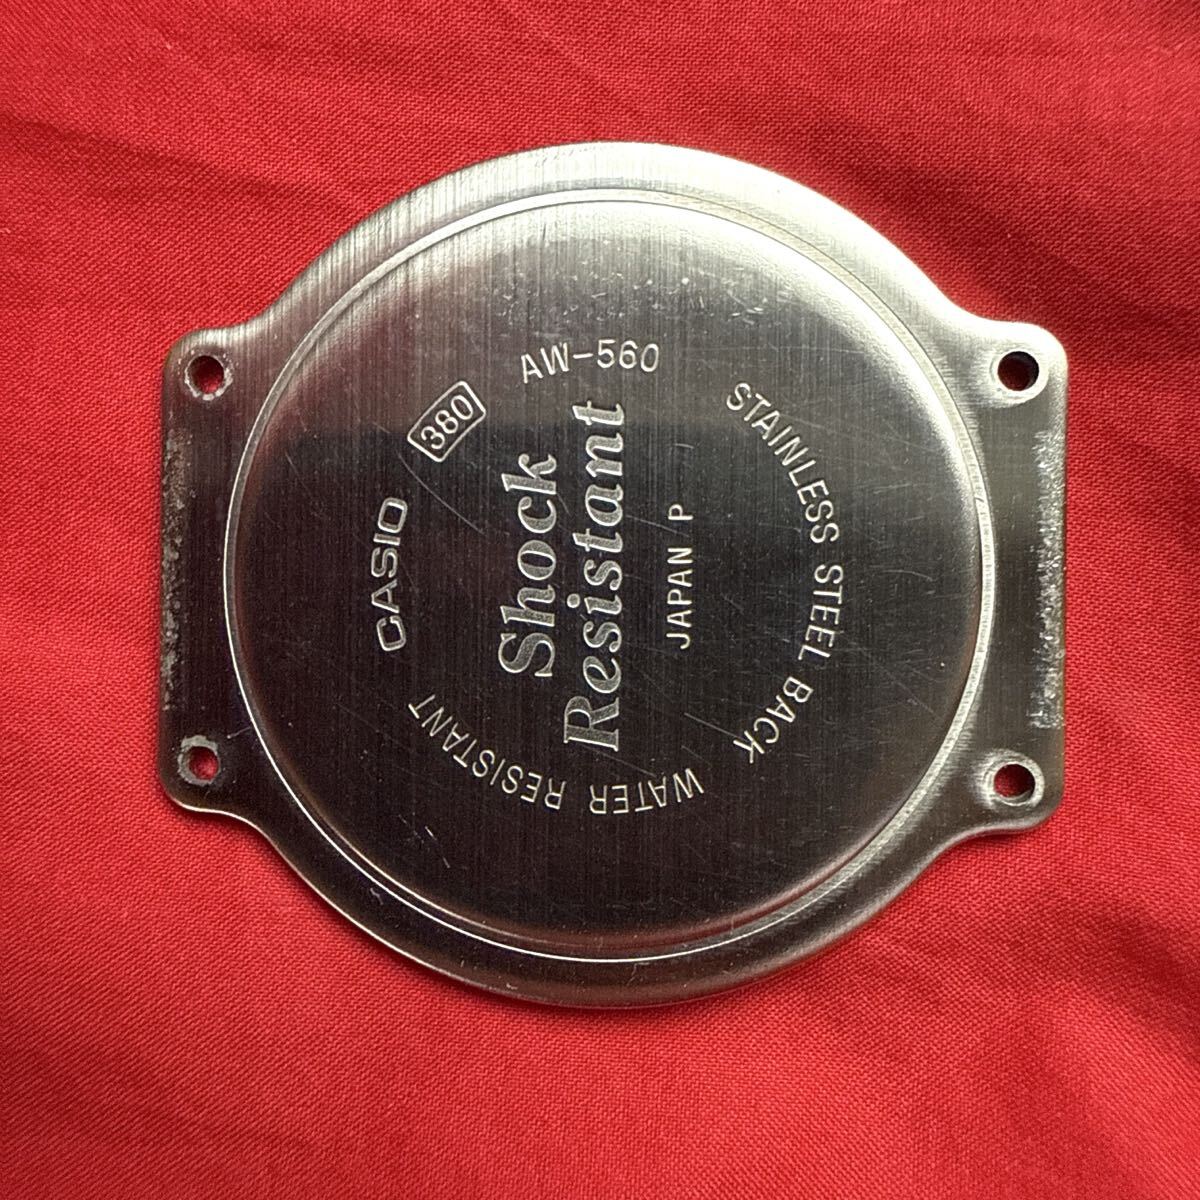 CASIO
380
AW-560
Shock
Resistant
JAPAN P
STAINLESS STEEL BACK
WATER RESISTANT